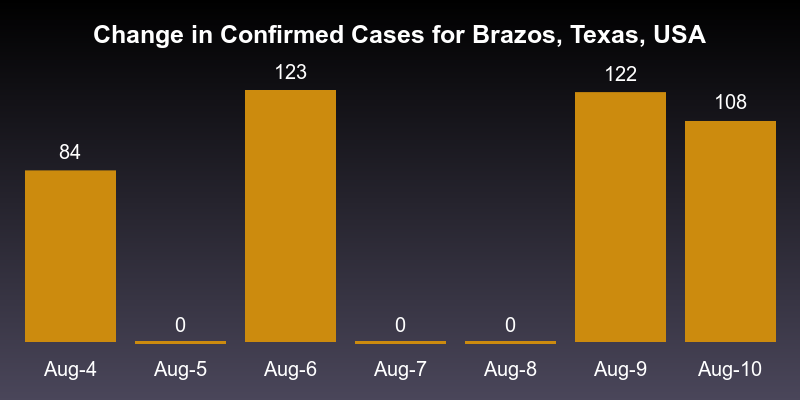 Change in Confirmed Cases for Brazos, Texas, USA
84
0
123
0
0
122
108
Aug-4
Aug-5
Aug-6
Aug-7
Aug-8
Aug-9
Aug-10